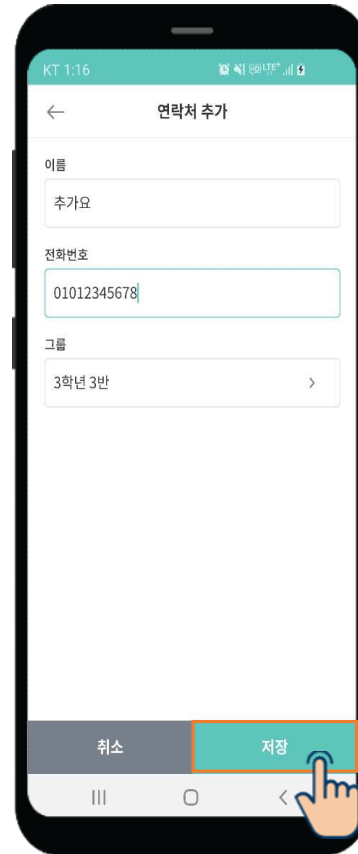 KT 1:16 LTE+
연락처 추가
이름
추가요
전화번호
01012345678
그룹
3학년 3반
취소 저장